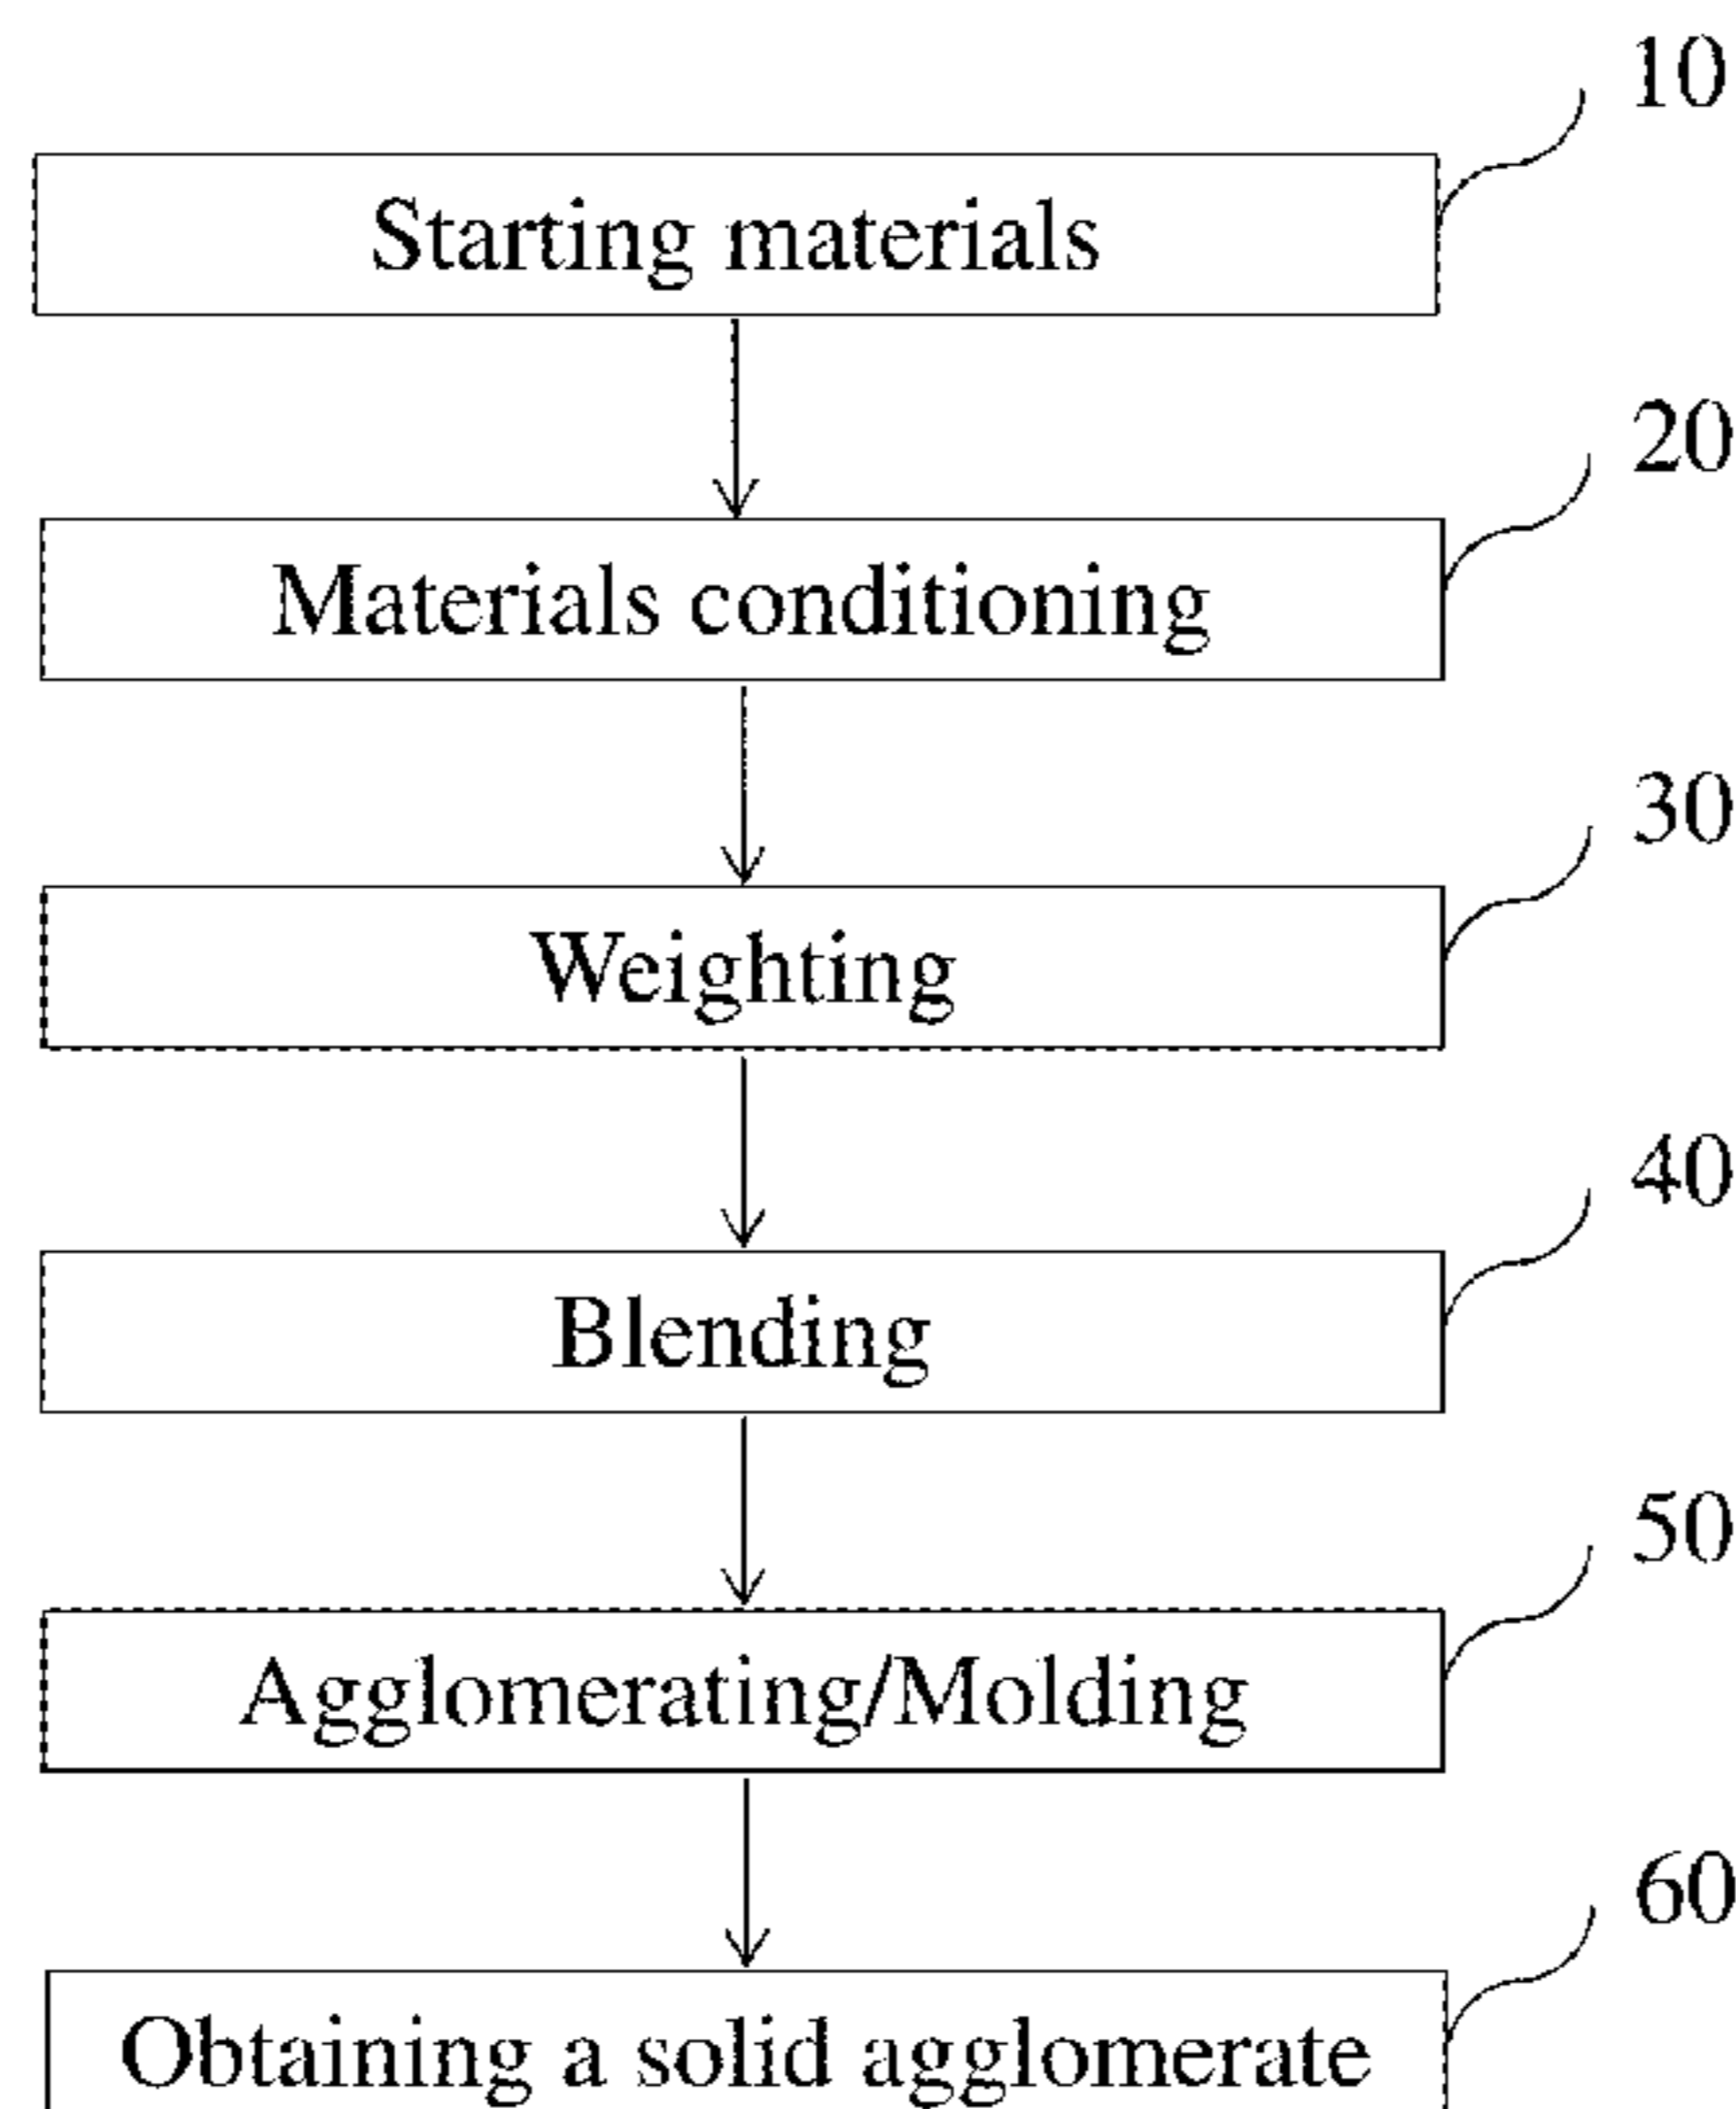 10
Starting materials
20
Materials conditioning
30
Weighting
40
Blending
50
Agglomerating/Molding
60
Obtaining a solid agglomerate